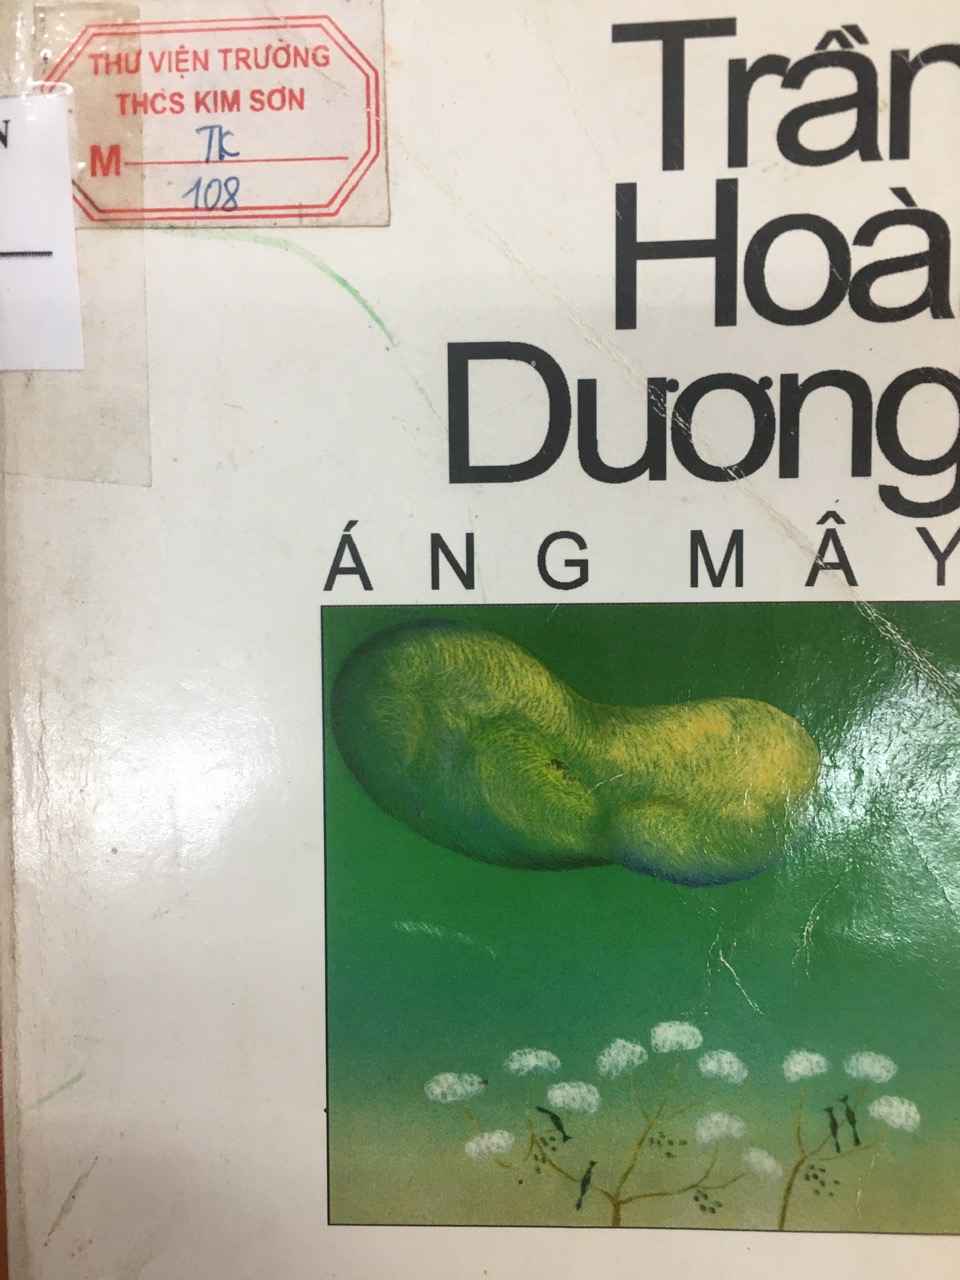 THƯ VIỆN TRƯỜNG
THCS KIM SƠN
M TK
108
N
Trần
Hoà
Dương
ÁNG MÂY